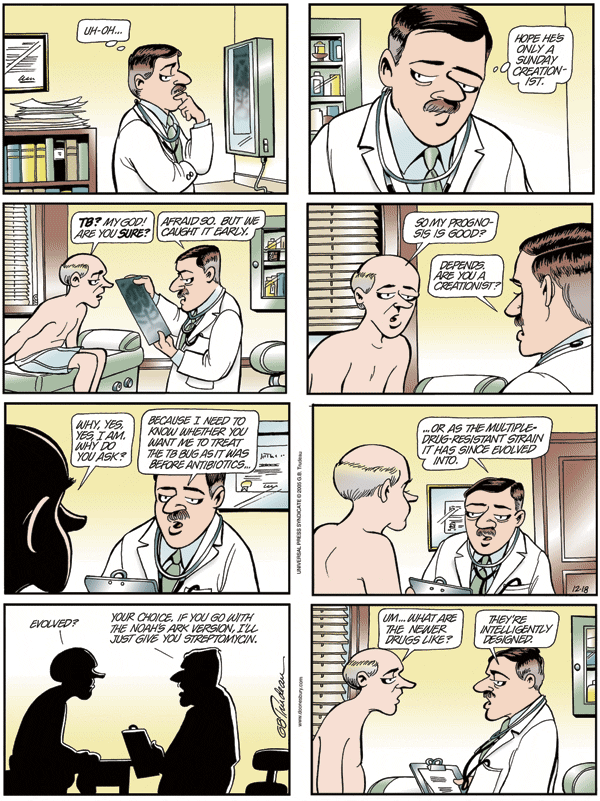 UH-OH...
HOPE HE'S
ONLY A
SUNDAY
CREATION-
IST.
TB? MY GOD!
ARE YOU SURE?
AFRAID SO. BUT WE
CAUGHT IT EARLY.
SO MY PROGNO-
SIS IS GOOD?
DEPENDS.
ARE YOU A
CREATIONIST?
WHY, YES,
YES, I AM.
WHY DO
YOU ASK?
BECAUSE I NEED TO
KNOW WHETHER YOU
WANT ME TO TREAT
THE TB BUG AS IT WAS
BEFORE ANTIBIOTICS...
UNIVERSAL PRESS SYNDICATE © 2005 G.B. Trudeau
...OR AS THE MULTIPLE-
DRUG-RESISTANT STRAIN
IT HAS SINCE EVOLVED
INTO.
12-18
EVOLVED?
YOUR CHOICE. IF YOU GO WITH
THE NOAH'S ARK VERSION, I'LL
JUST GIVE YOU STREPTOMYCIN.
GB Trudeau
www.doonesbury.com
UM... WHAT ARE
THE NEWER
DRUGS LIKE?
THEY'RE
INTELLIGENTLY
DESIGNED.